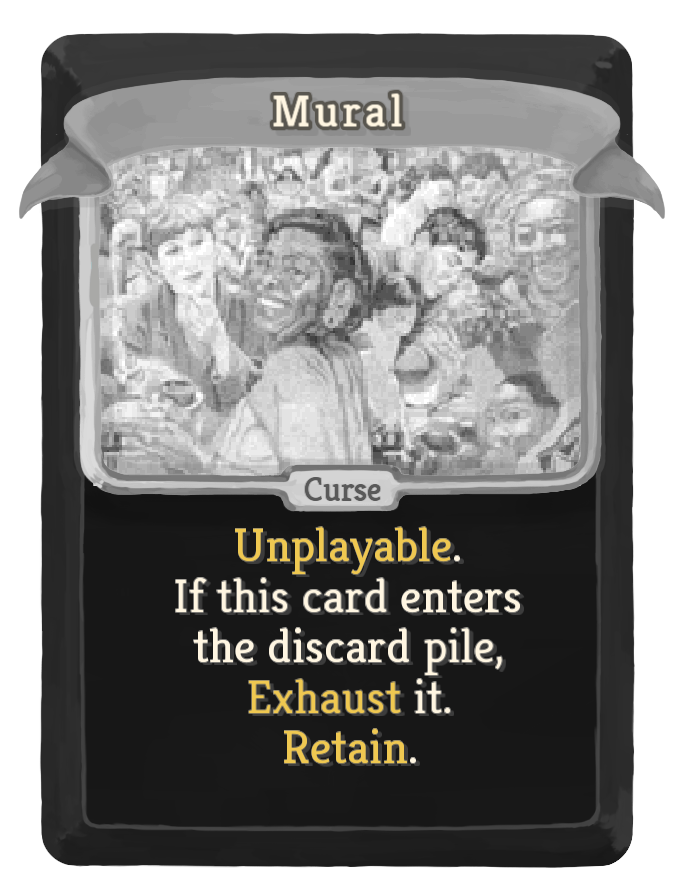 Mural
Curse
Unplayable.
If this card enters
the discard pile,
Exhaust it.
Retain.